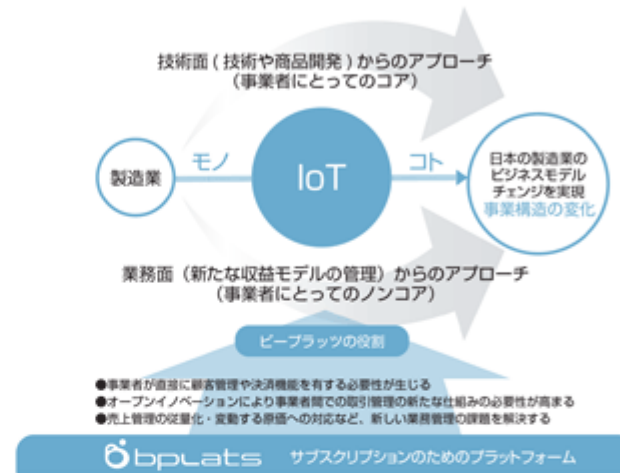 技術面 ( 技術や商品開発 ) からのアプローチ
（事業者にとってのコア）
製造業
モノ
IoT
コト
日本の製造業の
ビジネスモデル
チェンジを実現
事業構造の変化
業務面（新たな収益モデルの管理）からのアプローチ
（事業者にとってのノンコア）
ビープラッツの役割
●事業者が直接に顧客管理や決済機能を有する必要性が生じる
●オープンイノベーションにより事業者間での取引管理の新たな仕組みの必要性が高まる
●売上管理の従量化・変動する原価への対応など、新しい業務管理の課題を解決する
bplats サブスクリプションのためのプラットフォーム